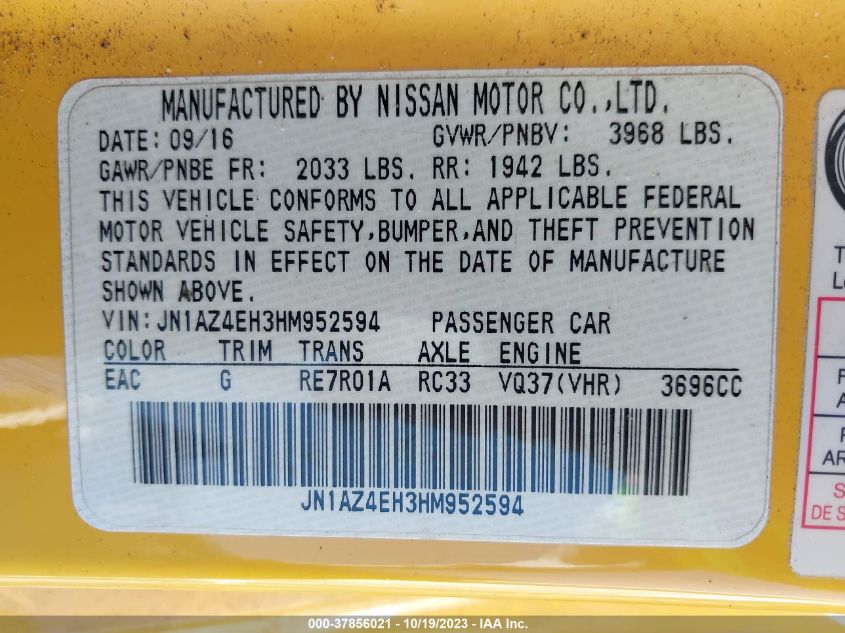 MANUFACTURED BY NISSAN MOTOR CO.,LTD.
DATE: 09/16 GVWR/PNBV: 3968 LBS.
GAWR/PNBE FR: 2033 LBS. RR: 1942 LBS.
THIS VEHICLE CONFORMS TO ALL APPLICABLE FEDERAL
MOTOR VEHICLE SAFETY,BUMPER,AND THEFT PREVENTION
STANDARDS IN EFFECT ON THE DATE OF MANUFACTURE
SHOWN ABOVE.
VIN:JN1AZ4EH3HM952594 PASSENGER CAR
COLOR TRIM TRANS AXLE ENGINE
EAC G RE7R01A RC33 VQ37(VHR) 3696CC
JN1AZ4EH3HM952594
DE S
000-37856021 - 10/19/2023 - IAA Inc.